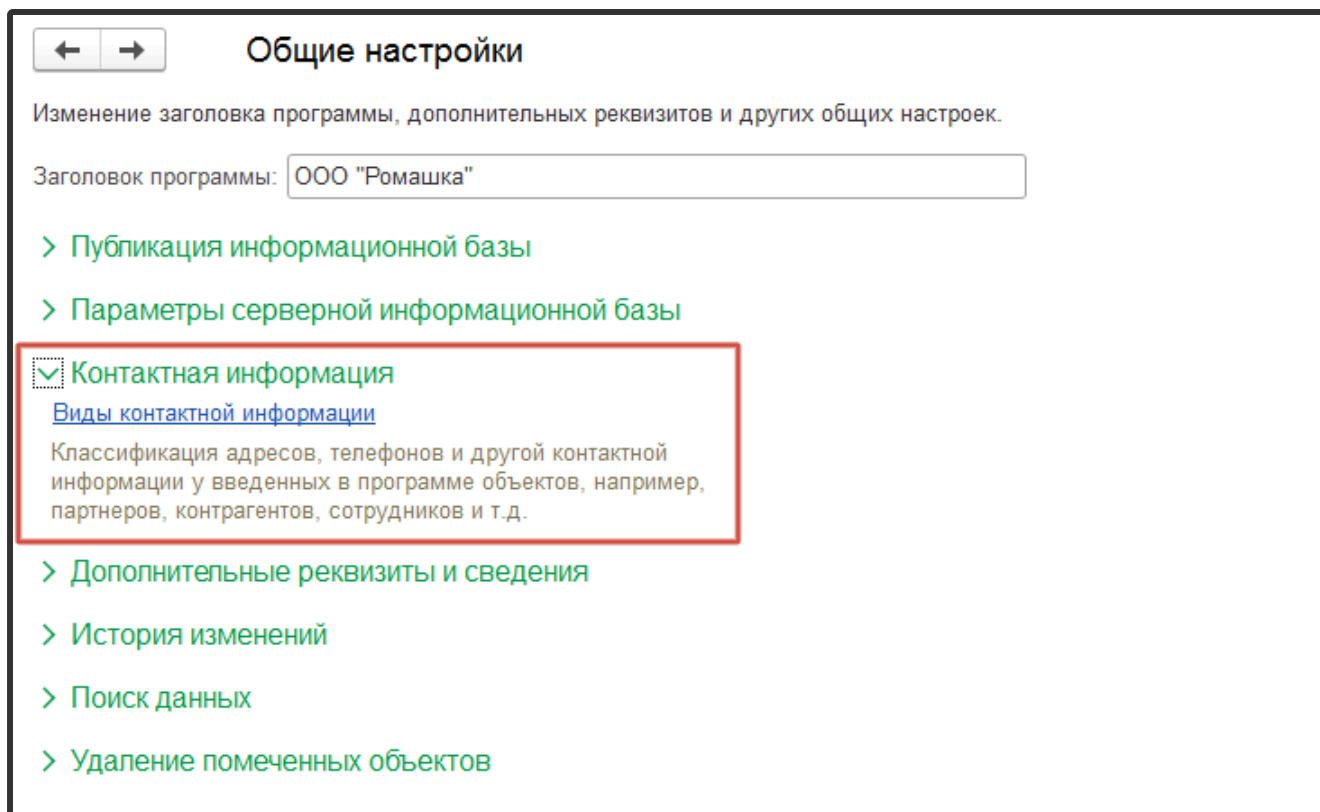 Общие настройки
Изменение заголовка программы, дополнительных реквизитов и других общих настроек.
Заголовок программы: ООО "Ромашка"
Публикация информационной базы
Параметры серверной информационной базы
Контактная информация
Виды контактной информации
Классификация адресов, телефонов и другой контактной
информации у введенных в программе объектов, например,
партнеров, контрагентов, сотрудников и т.д.
Дополнительные реквизиты и сведения
История изменений
Поиск данных
Удаление помеченных объектов